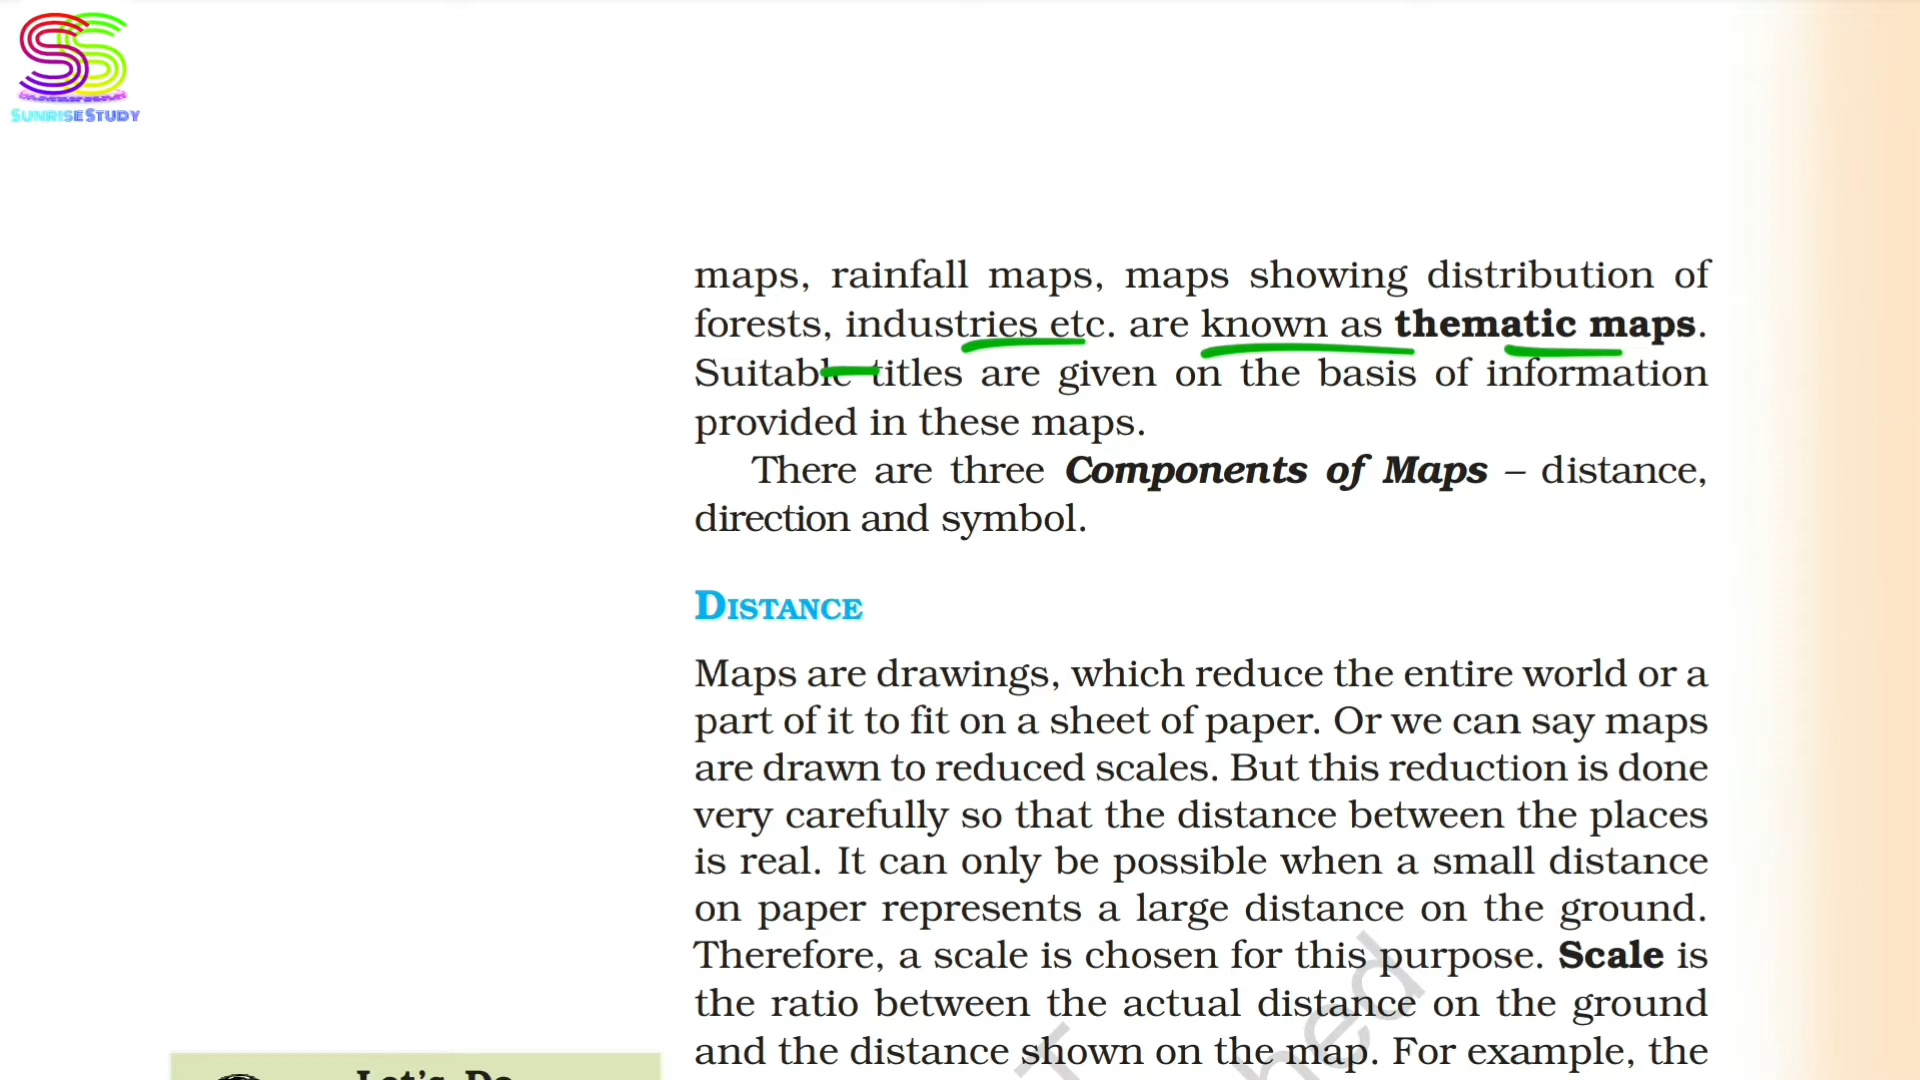 SUNRISESTUDY
maps, rainfall maps, maps showing distribution of
forests, industries etc. are known as thematic maps.
Suitable titles are given on the basis of information
provided in these maps.
There are three Components of Maps – distance,
direction and symbol.
DISTANCE
Maps are drawings, which reduce the entire world or a
part of it to fit on a sheet of paper. Or we can say maps
are drawn to reduced scales. But this reduction is done
very carefully so that the distance between the places
is real. It can only be possible when a small distance
on paper represents a large distance on the ground.
Therefore, a scale is chosen for this purpose. Scale is
the ratio between the actual distance on the ground
and the distance shown on the map. For example, the
Let's Do